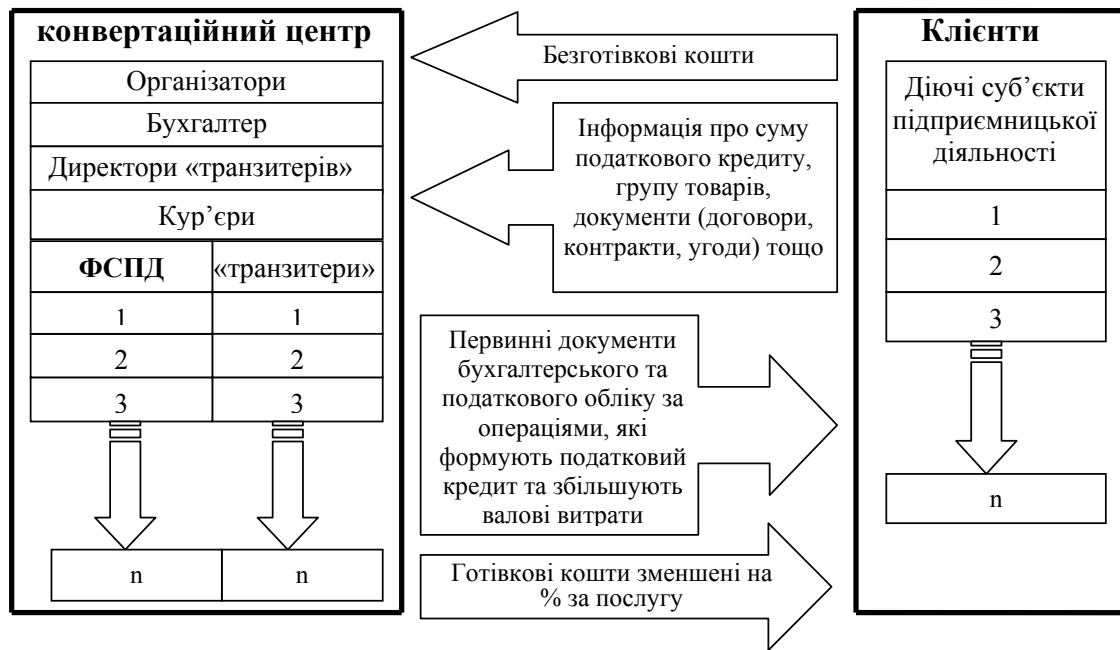 конвертаційний центр
Організатори
Бухгалтер
Директори «транзитерів»
Кур’єри
ФСПД «транзитери»
1 1
2 2
3 3
n n
Безготівкові кошти
Інформація про суму
податкового кредиту,
групу товарів,
документи (договори,
контракти, угоди) тощо
Первинні документи
бухгалтерського та
податкового обліку за
операціями, які
формують податковий
кредит та збільшують
валові витрати
Готівкові кошти зменшені на
% за послугу
Клієнти
Діючі суб’єкти
підприємницької
діяльності
1
2
3
n